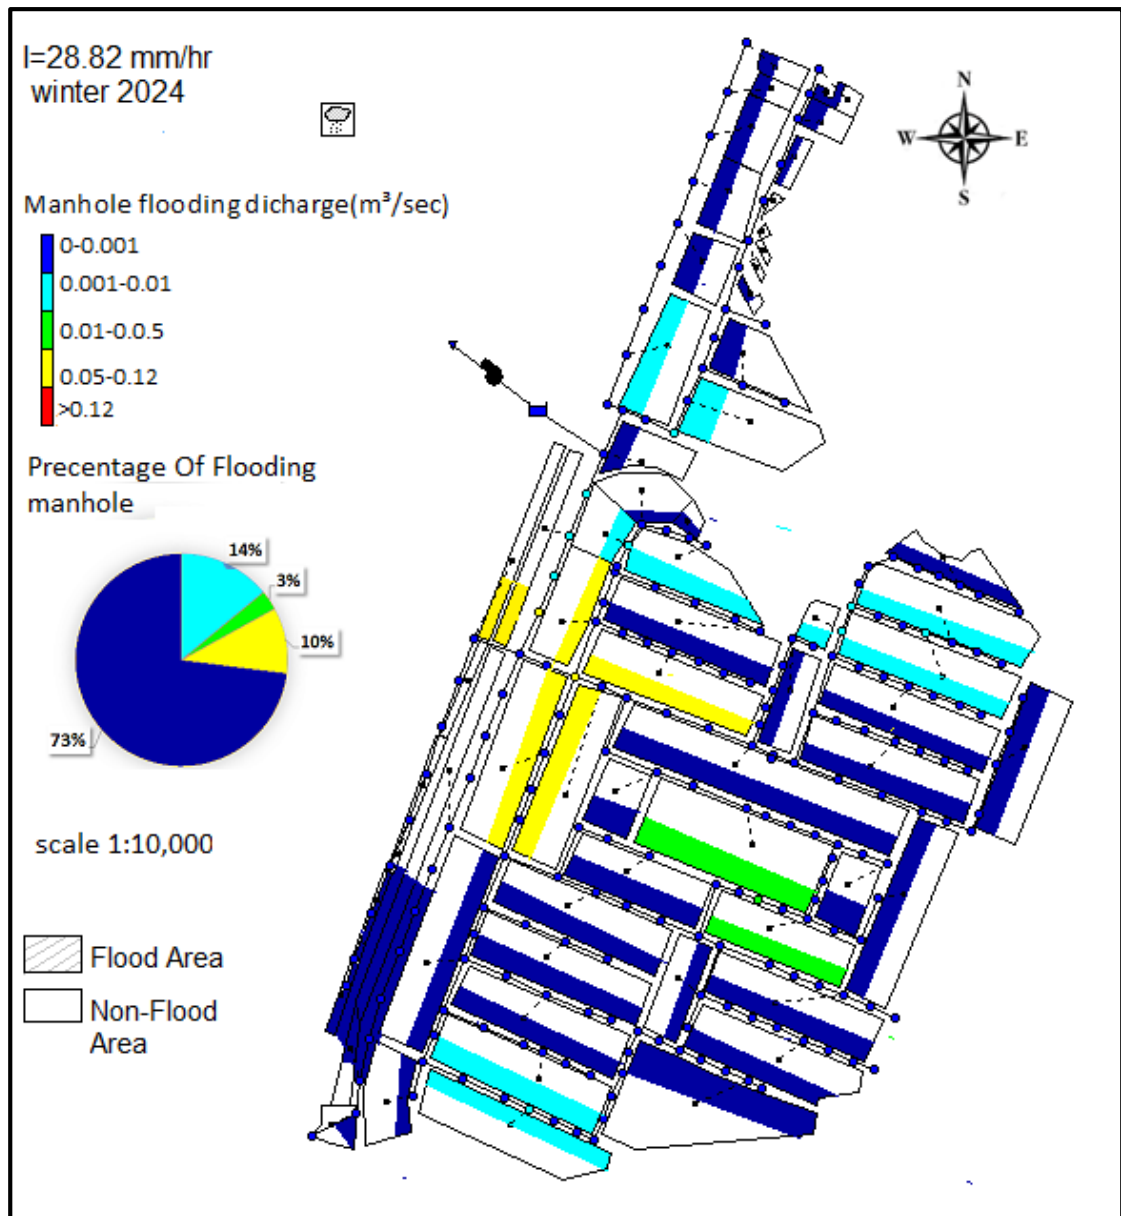 I=28.82 mm/hr
winter 2024
N
W E
S
Manhole flooding dicharge(m³/sec)
0-0.001
0.001-0.01
0.01-0.0.5
0.05-0.12
>0.12
Precentage Of Flooding
manhole
14%
3%
10%
73%
scale 1:10,000
Flood Area
Non-Flood
Area